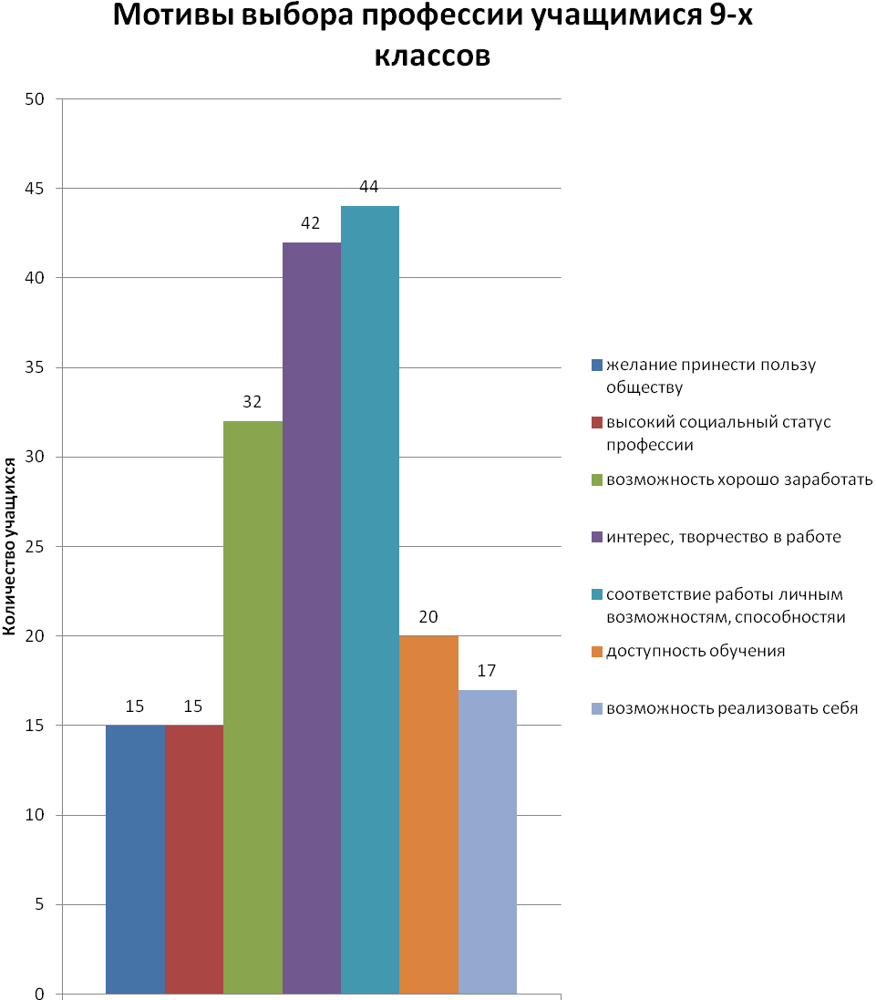 Мотивы выбора профессии учащимися 9-х
классов
Количество учащихся
50
45
40
35
30
25
20
15
10
5
0
15
15
32
42
44
20
17
желание принести пользу
обществу
высокий социальный статус
профессии
возможность хорошо заработать
интерес, творчество в работе
соответствие работы личным
возможностям, способностяи
доступность обучения
возможность реализовать себя